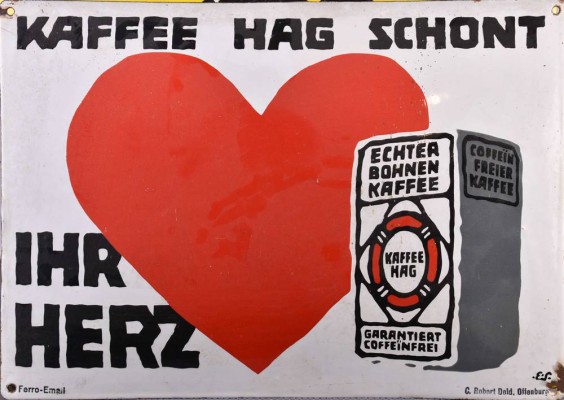 KAFFEE HAG SCHONT
IHR
HERZ
ECHTER
BOHNEN
KAFFEE
KAFFEE
HAG
GARANTIERT
COFFEÏNFREI
COFFEÏN
FREIER
KAFFEE
Ferro-Email
C. Robert Dold, Offenburg